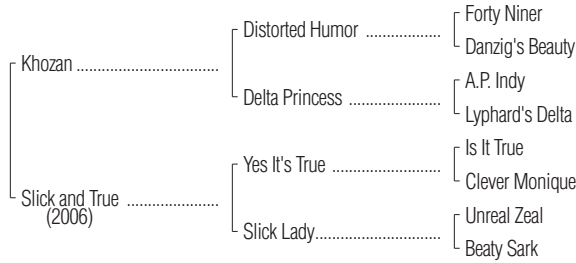 Forty Niner
Distorted Humor ..................
Danzig's Beauty
Khozan ...................................
A.P. Indy
Delta Princess ......................
Lyphard's Delta
Is It True
Yes It's True ..........................
Clever Monique
Slick and True ......................
(2006)
Unreal Zeal
Slick Lady..............................
Beaty Sark